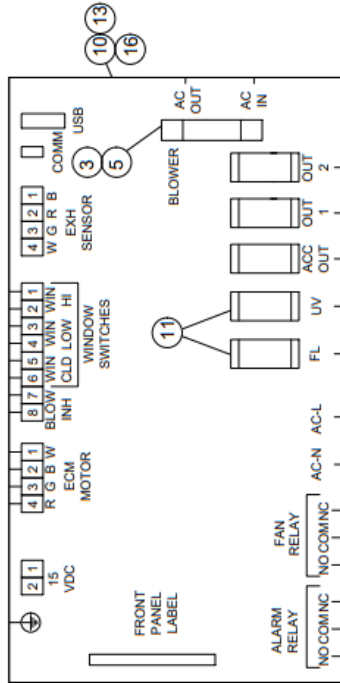 10 13
16
COMM
USB
3
5
AC
OUT
AC
IN
BLOWER
4 3 2 1
W G R B
EXH
SENSOR
8 7 6 5 4 3 2 1
BLOW
INH
CLD WIN
LOW WIN
HI WIN
WINDOW
SWITCHES
4 3 2 1
R G B W
ECM
MOTOR
2 1
15
VDC
11
FL
UV
ACC
OUT
OUT
1
OUT
2
AC-N
AC-L
FRONT
PANEL
LABEL
ALARM
RELAY
NO COM NC
FAN
RELAY
NO COM NC